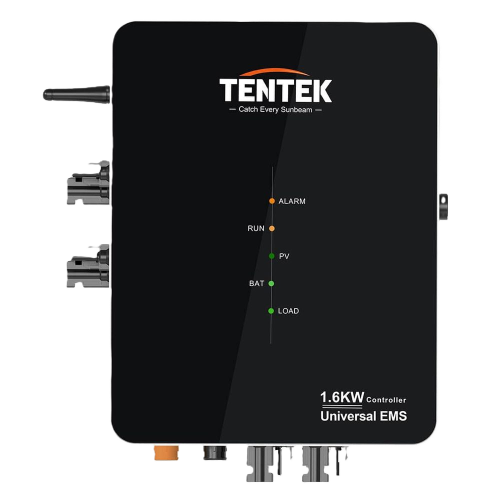 TENTEK
— Catch Every Sunbeam —
ALARM
RUN
PV
BAT
LOAD
1.6KW Controller
Universal EMS